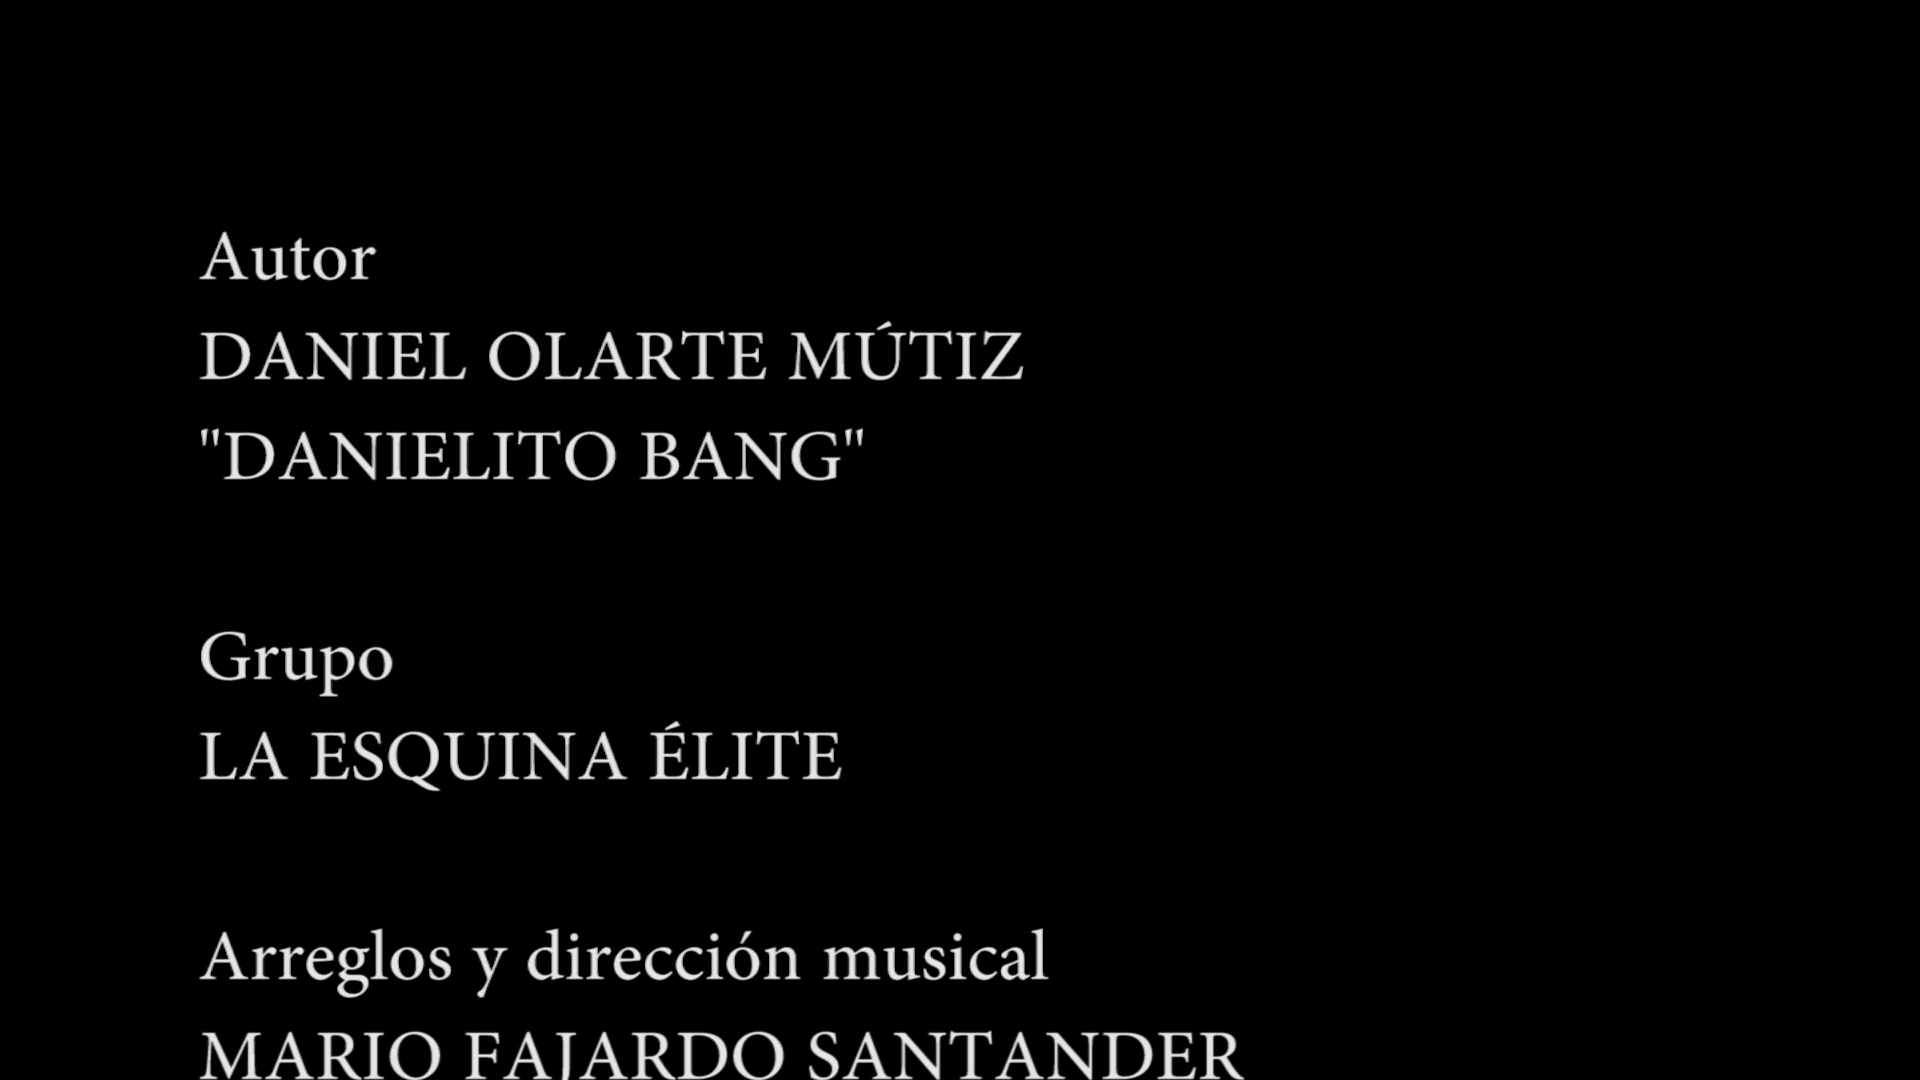 Autor
DANIEL OLARTE MÚTIZ
"DANIELITO BANG"
Grupo
LA ESQUINA ÉLITE
Arreglos y dirección musical
MARIO FAJARDO SANTANDER